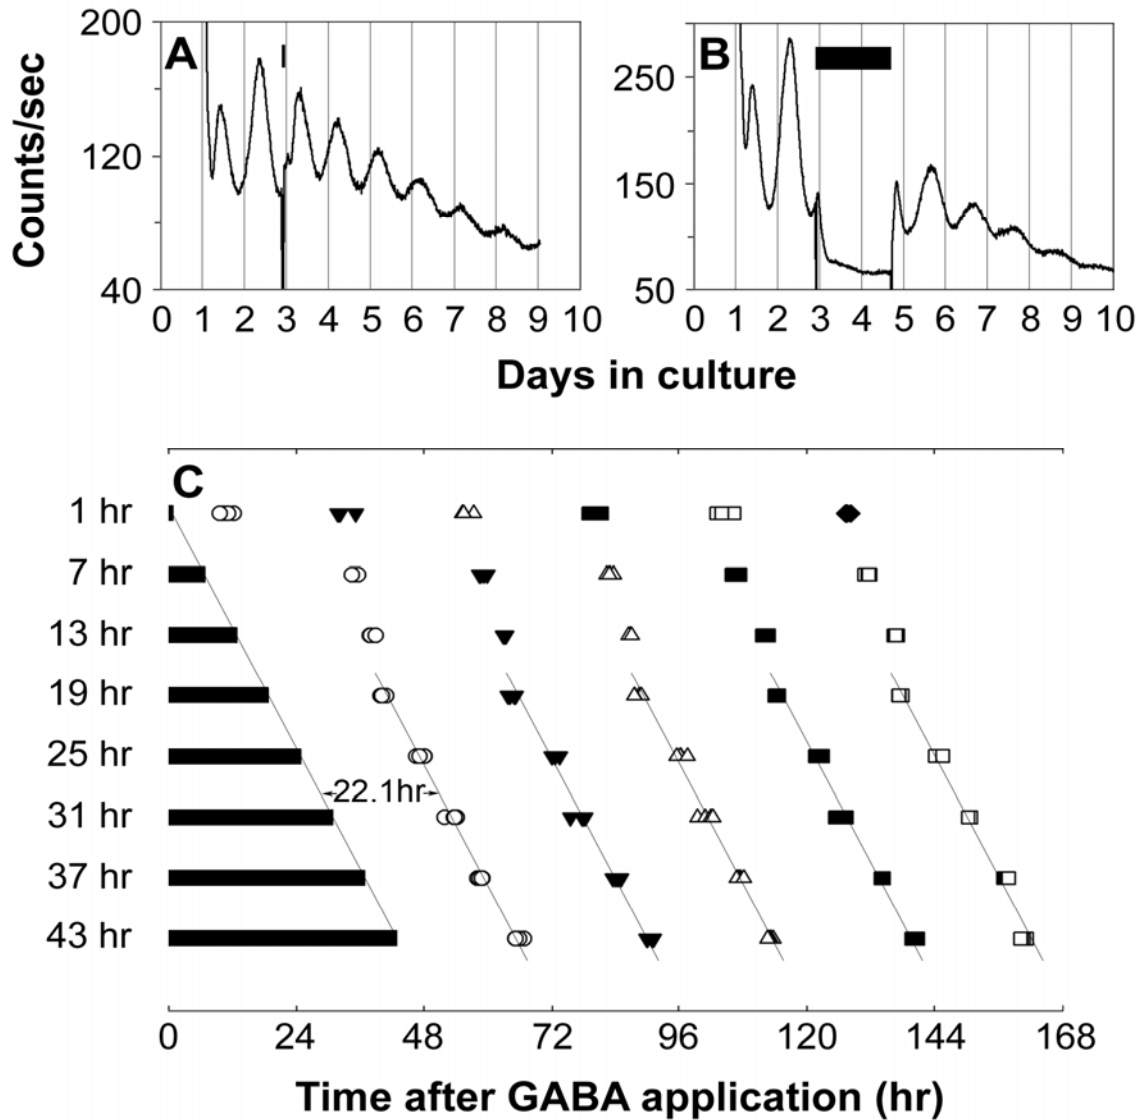 200
120
40
Counts/sec
A
0 1 2 3 4 5 6 7 8 9 10
250
150
50
B
0 1 2 3 4 5 6 7 8 9 10
Days in culture
C
1 hr
7 hr
13 hr
19 hr
25 hr
22.1hr
31 hr
37 hr
43 hr
0 24 48 72 96 120 144 168
Time after GABA application (hr)